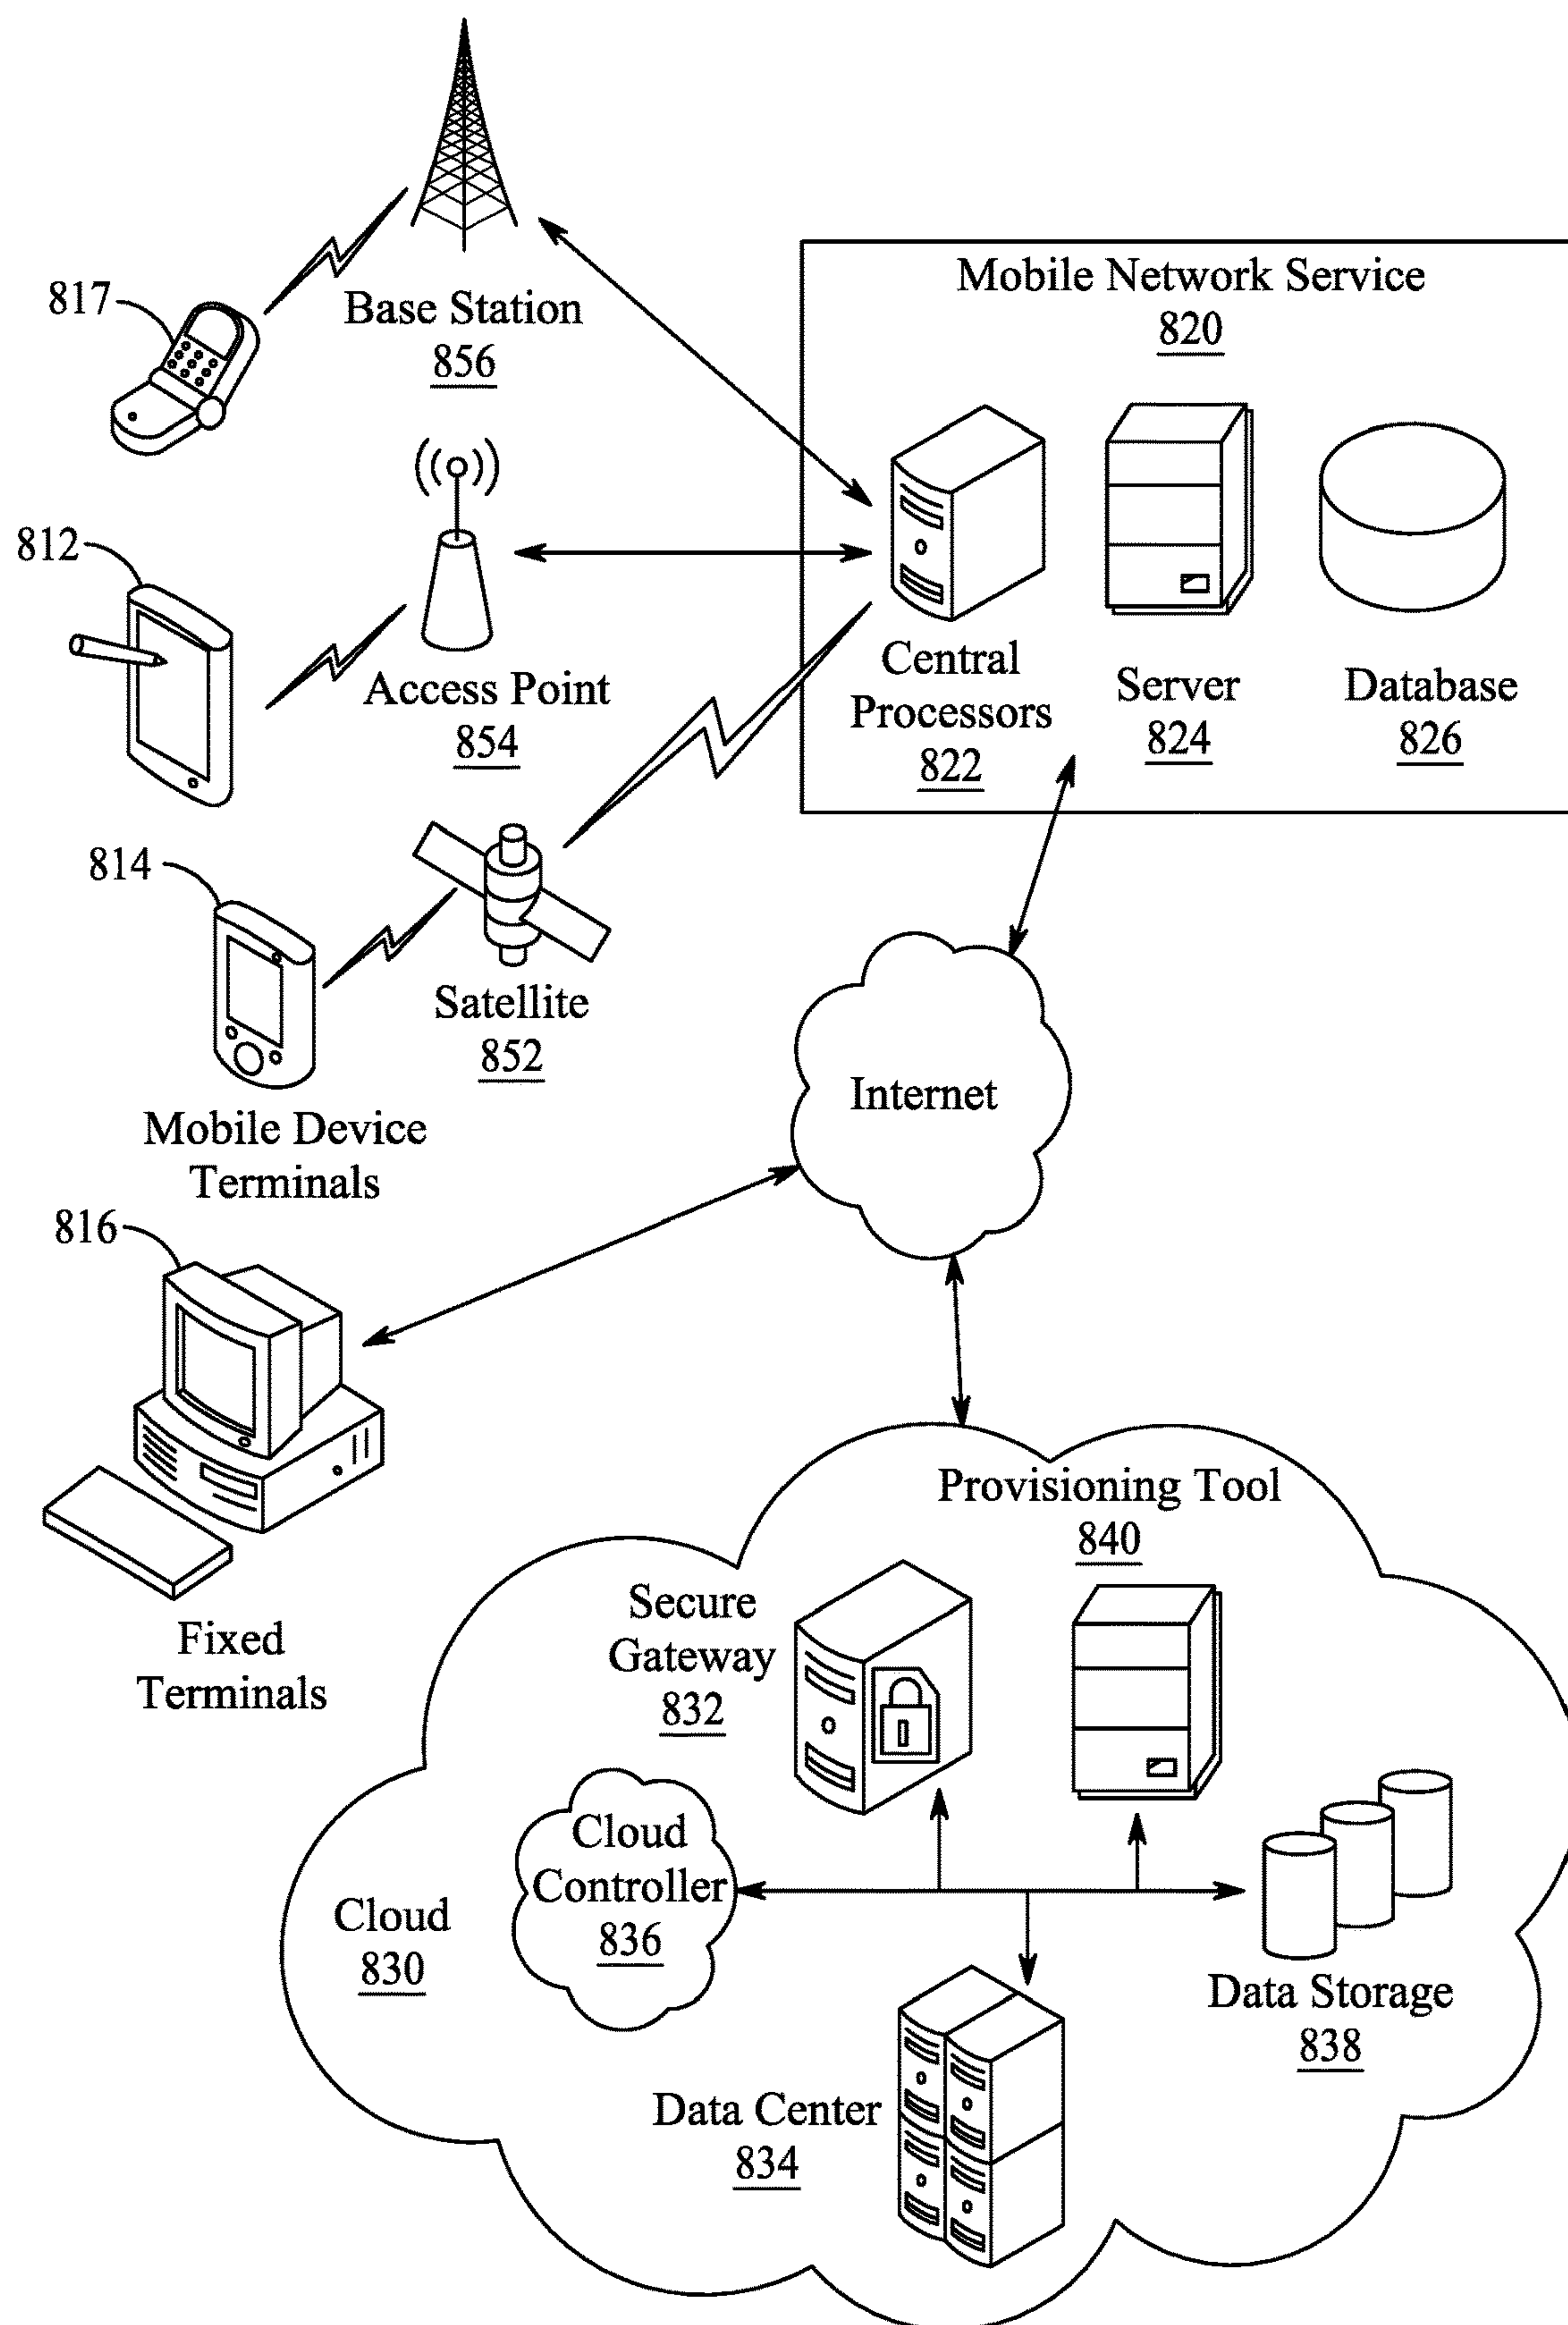 817
Base Station
856
Mobile Network Service
820
812
Access Point
854
Central
Processors
822
Server
824
Database
826
814
Satellite
852
Mobile Device
Terminals
Internet
816
Fixed
Terminals
Provisioning Tool
840
Secure
Gateway
832
Cloud
Controller
836
Cloud
830
Data Storage
838
Data Center
834